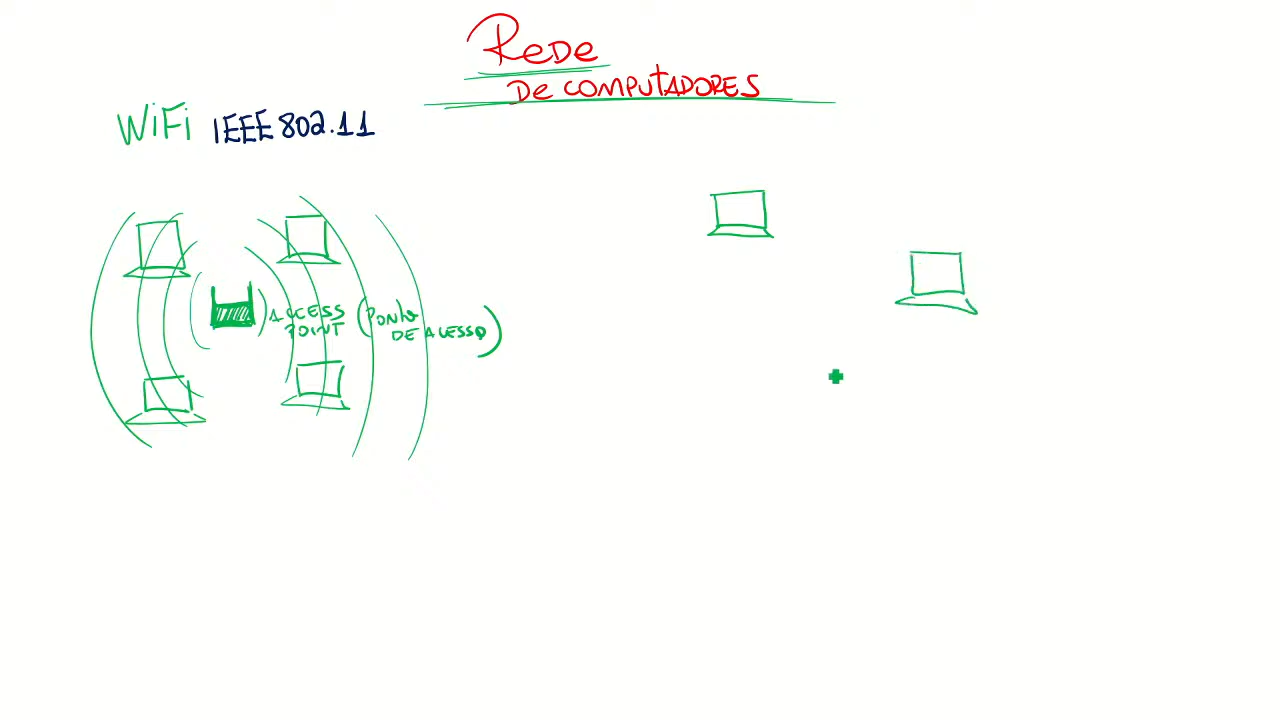 REDE
DE COMPUTADORES
WiFi IEEE 802.11
ACCESS
POINT
(Ponto
DE ACESSO)